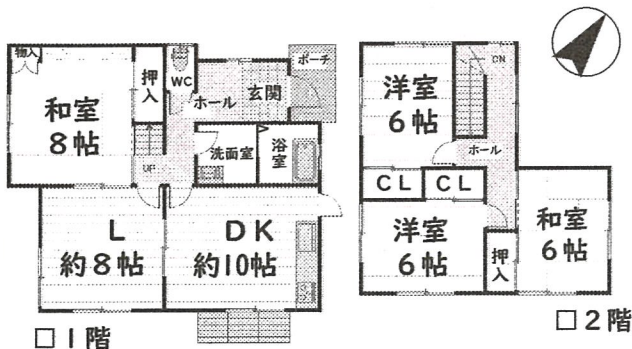 物入
押入
WC
ポーチ
ホール
玄関
和室
8帖
UP
洗面室
浴室
L
約8帖
DK
約10帖
□1階
DN
洋室
6帖
ホール
CL
CL
洋室
6帖
押入
和室
6帖
□2階